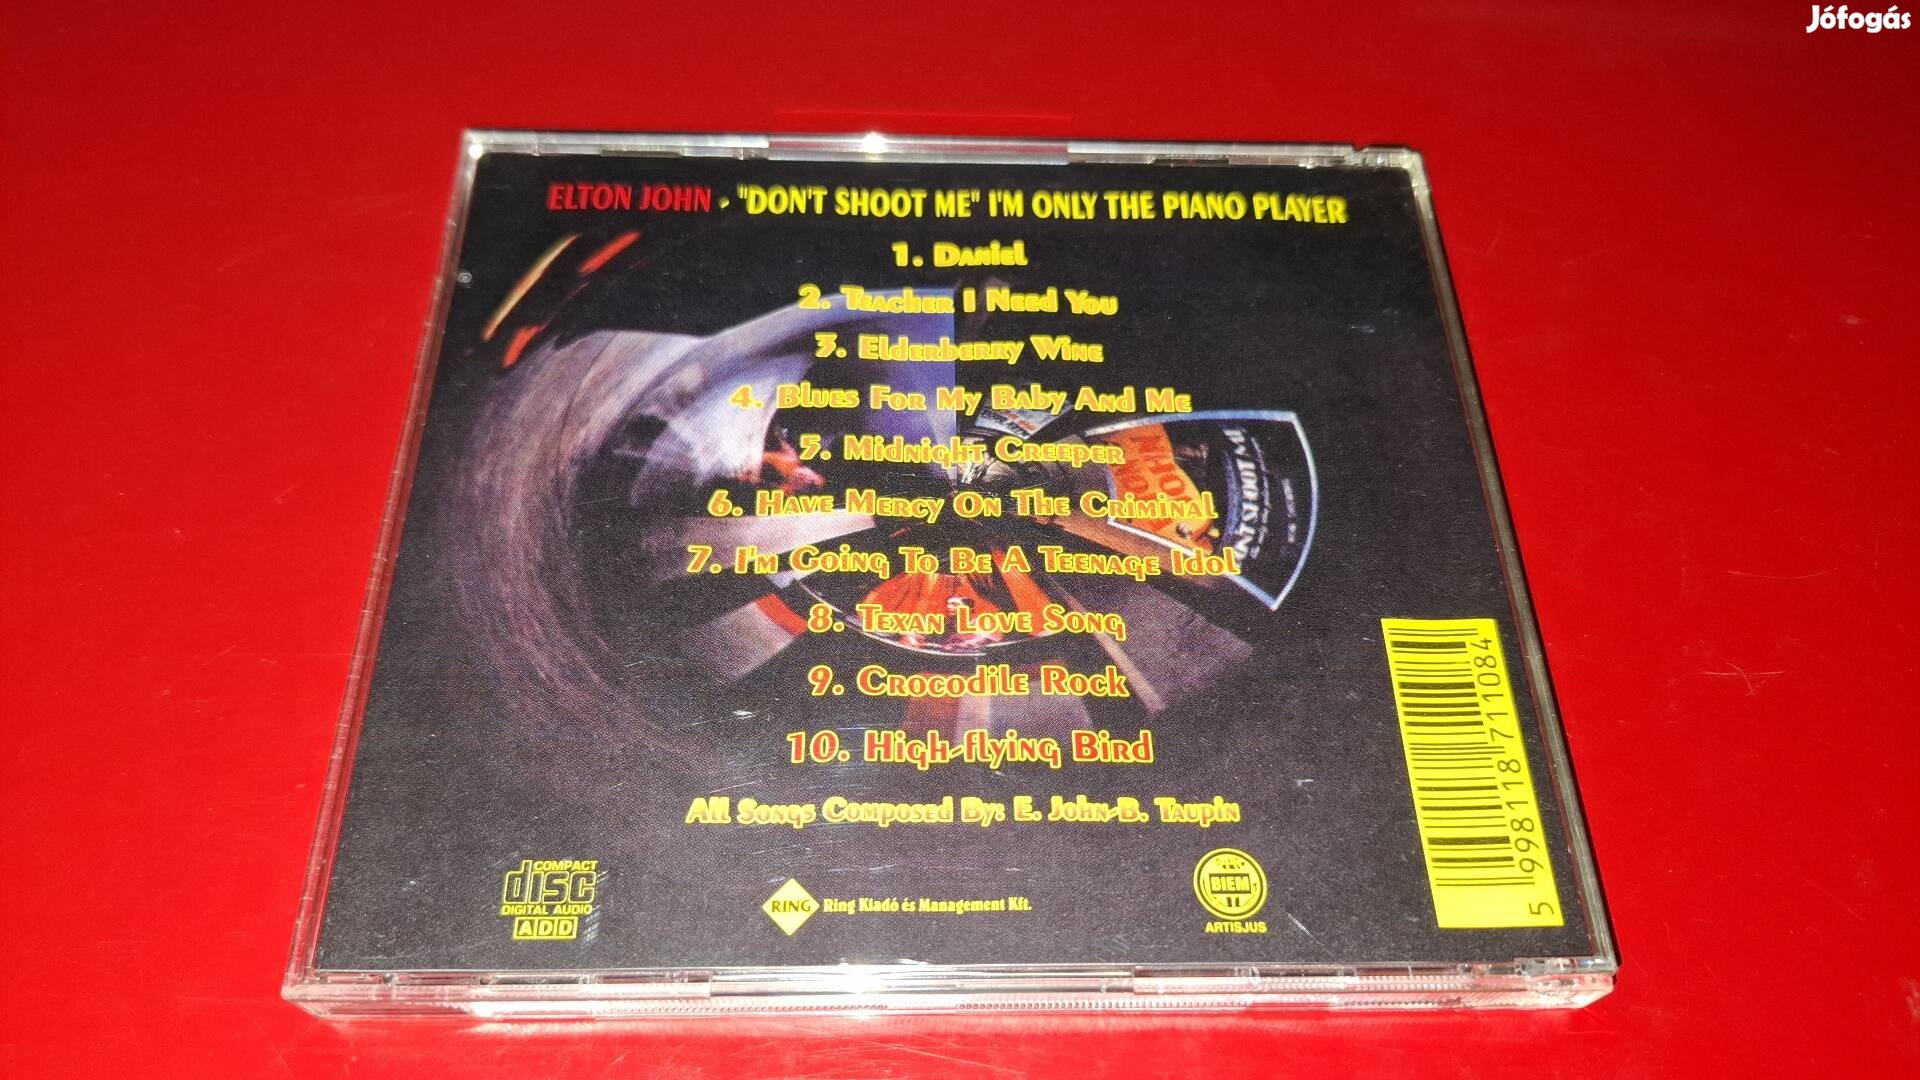 Jófogás
ELTON JOHN - "DON'T SHOOT ME" I'M ONLY THE PIANO PLAYER
1. Daniel
2. Teacher I Need You
3. Elderberry Wine
4. Blues For My Baby And Me
5. Midnight Creeper
6. Have Mercy On The Criminal
7. I'm Going To Be A Teenage Idol
8. Texan Love Song
9. Crocodile Rock
10. High-flying Bird
All Songs Composed By: E. John-B. Taupin
COMPACT
disc
DIGITAL AUDIO
ADD
RING Ring Kiadó és Management Kft.
BIEM
ARTISJUS
5 998118 711084